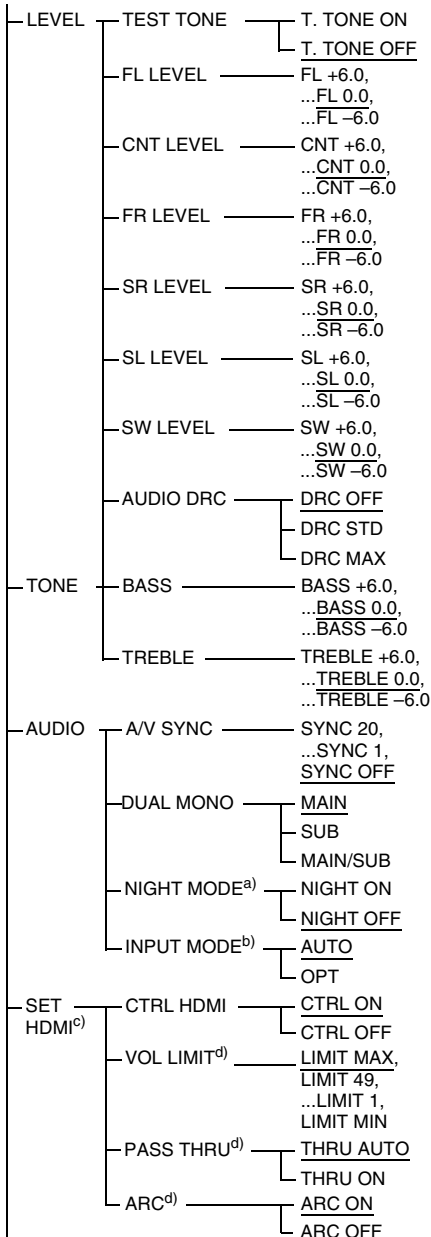 LEVEL TEST TONE T. TONE ON
T. TONE OFF
FL LEVEL FL +6.0,
...FL 0.0,
...FL –6.0
CNT LEVEL CNT +6.0,
...CNT 0.0,
...CNT –6.0
FR LEVEL FR +6.0,
...FR 0.0,
...FR –6.0
SR LEVEL SR +6.0,
...SR 0.0,
...SR –6.0
SL LEVEL SL +6.0,
...SL 0.0,
...SL –6.0
SW LEVEL SW +6.0,
...SW 0.0,
...SW –6.0
AUDIO DRC DRC OFF
DRC STD
DRC MAX
TONE BASS BASS +6.0,
...BASS 0.0,
...BASS –6.0
TREBLE TREBLE +6.0,
...TREBLE 0.0,
...TREBLE –6.0
AUDIO A/V SYNC SYNC 20,
...SYNC 1,
SYNC OFF
DUAL MONO MAIN
SUB
MAIN/SUB
NIGHT MODEa) NIGHT ON
NIGHT OFF
INPUT MODEb) AUTO
OPT
SET CTRL HDMI CTRL ON
HDMIc) CTRL OFF
VOL LIMITd) LIMIT MAX,
LIMIT 49,
...LIMIT 1,
LIMIT MIN
PASS THRUd) THRU AUTO
THRU ON
ARCd) ARC ON
ARC OFF